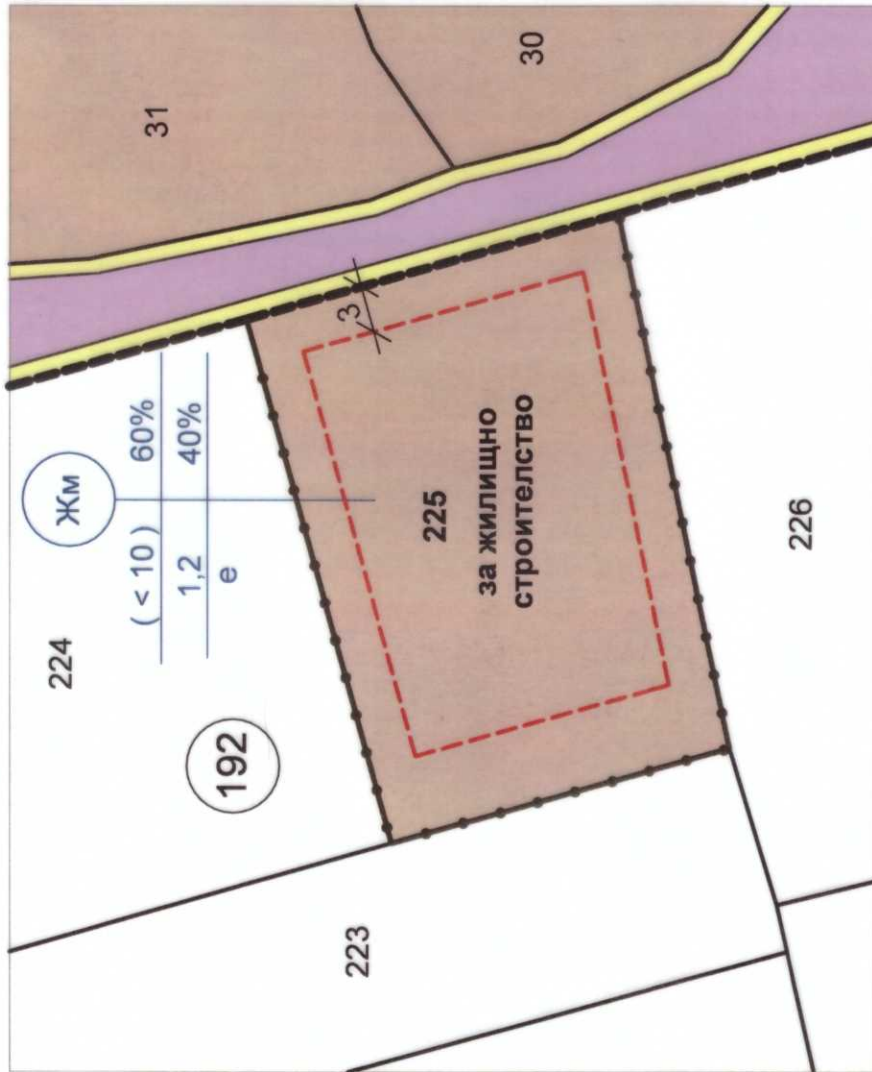 31
30
Жм
( < 10 ) 60%
1,2 40%
е
3
224
192
225
за жилищно
строителство
226
223